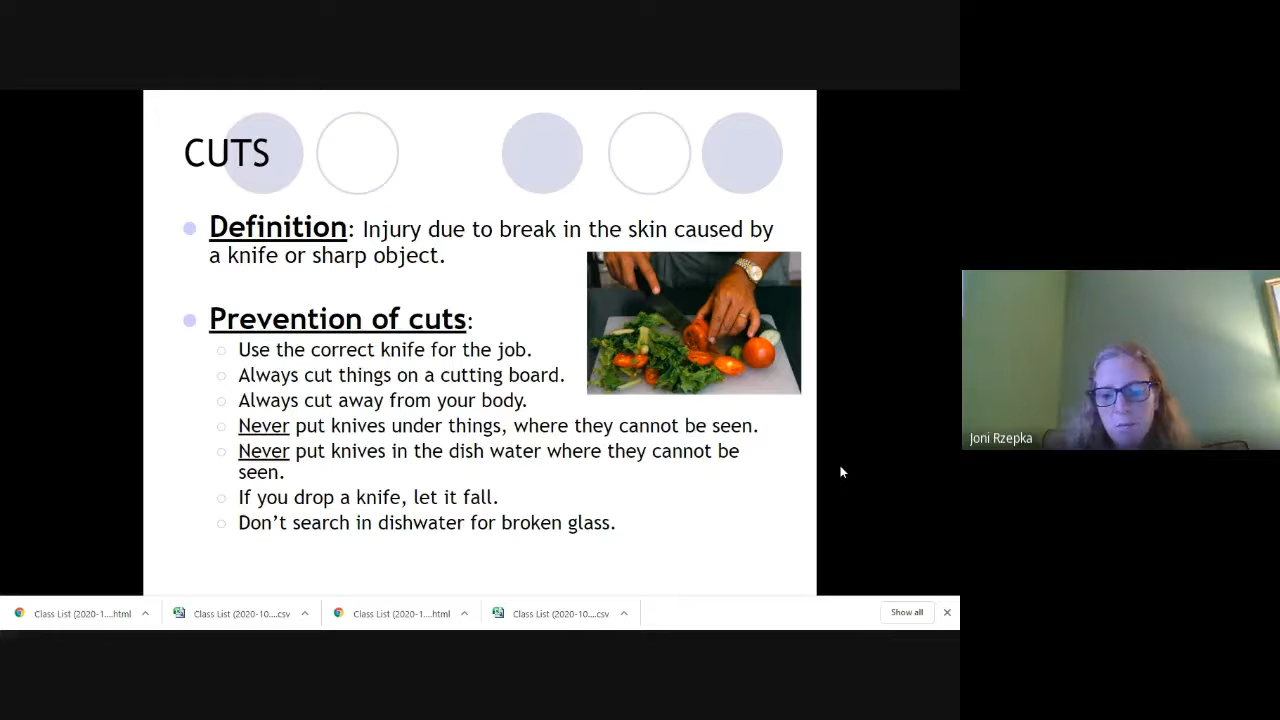 CUTS
Definition: Injury due to break in the skin caused by
a knife or sharp object.
Prevention of cuts:
Use the correct knife for the job.
Always cut things on a cutting board.
Always cut away from your body.
Never put knives under things, where they cannot be seen.
Never put knives in the dish water where they cannot be
seen.
If you drop a knife, let it fall.
Don't search in dishwater for broken glass.
Joni Rzepka
Class List (2020-1....html
Class List (2020-10....csv
Class List (2020-1....html
Class List (2020-10....csv
Show all